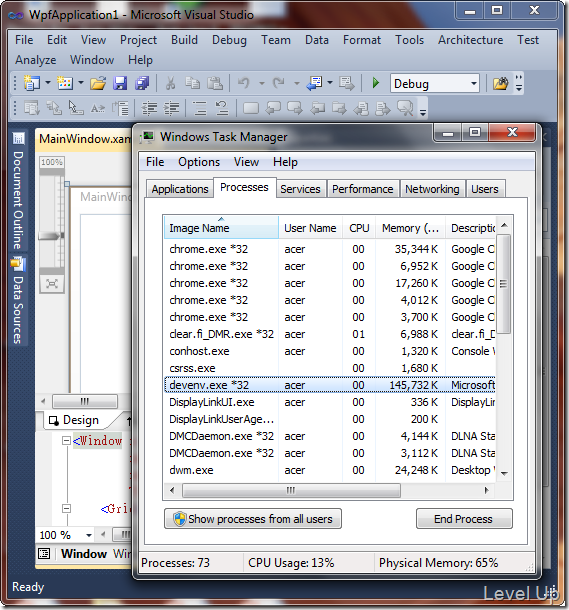 WpfApplication1 - Microsoft Visual Studio
File Edit View Project Build Debug Team Data Format Tools Architecture Test
Analyze Window Help
Debug
Document Outline
Data Sources
MainWindow.xam
100%
MainWindow
Design
<Window
<Grid
100 %
Window
Ready
Windows Task Manager
File Options View Help
Applications Processes Services Performance Networking Users
Image Name User Name CPU Memory (... Descripti
chrome.exe *32 acer 00 35,344 K Google C
chrome.exe *32 acer 00 6,952 K Google C
chrome.exe *32 acer 00 17,260 K Google C
chrome.exe *32 acer 00 4,012 K Google C
chrome.exe *32 acer 00 3,700 K Google C
clear.fi_DMR.exe *32 acer 01 6,988 K clear.fi_D
conhost.exe acer 00 1,320 K Console W
csrss.exe 00 1,680 K
devenv.exe *32 acer 00 145,732 K Microsoft
DisplayLinkUI.exe acer 00 336 K DisplayLin
DisplayLinkUserAge... 00 200 K
DMCDaemon.exe *32 acer 00 4,144 K DLNA Sta
DMCDaemon.exe *32 acer 00 3,112 K DLNA Sta
dwm.exe acer 00 24,248 K Desktop W
Show processes from all users End Process
Processes: 73 CPU Usage: 13% Physical Memory: 65%
Level Up